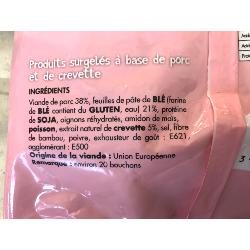 Produits surgelés à base de porc
et de crevette
INGRÉDIENTS
Viande de porc 38%, feuilles de pâte de BLÉ (farine
de BLÉ contient du GLUTEN, eau) 21%, protéine
de SOJA, oignons réhydratés, amidon de maïs,
poisson, extrait naturel de crevette 5%, sel, fibre
de bambou, poivre, exhausteur de goût : E621,
agglomérant : E500
Origine de la viande : Union Européenne
Remarque : environ 20 bouchons